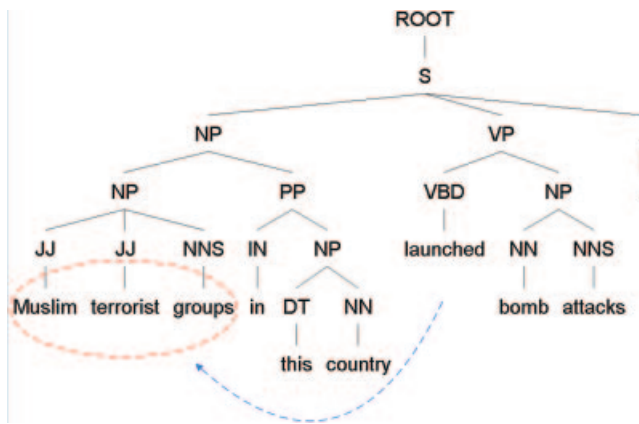 ROOT
S
NP VP
NP PP VBD NP
JJ JJ NNS IN NP launched NN NNS
Muslim terrorist groups in DT NN bomb attacks
this country